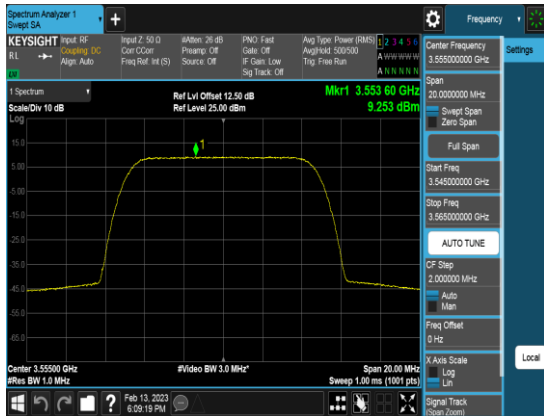 Spectrum Analyzer 1
Swept SA
Frequency
KEYSIGHT
RL
Input: RF
Coupling: DC
Align: Auto
Input Z: 50 Ω
Corr CCorr
Freq Ref: Int (S)
#Atten: 26 dB
Preamp: Off
Source: Off
PNO: Fast
Gate: Off
IF Gain: Low
Sig Track: Off
Avg Type: Power (RMS)
Avg|Hold: 500/500
Trig: Free Run
1 2 3 4 5 6
A W W W W W
A N N N N N
1 Spectrum
Scale/Div 10 dB
Log
Ref Lvl Offset 12.50 dB
Ref Level 25.00 dBm
Mkr1 3.553 60 GHz
9.253 dBm
1
15.0
5.00
-5.00
-15.0
-25.0
-35.0
-45.0
-55.0
-65.0
Center 3.55500 GHz
#Res BW 1.0 MHz
#Video BW 3.0 MHz*
Span 20.00 MHz
Sweep 1.00 ms (1001 pts)
Feb 13, 2023
6:09:19 PM
Center Frequency
3.555000000 GHz
Span
20.0000000 MHz
Swept Span
Zero Span
Full Span
Start Freq
3.545000000 GHz
Stop Freq
3.565000000 GHz
AUTO TUNE
CF Step
2.000000 MHz
Auto
Man
Freq Offset
0 Hz
X Axis Scale
Log
Lin
Signal Track
(Span Zoom)
Settings
Local